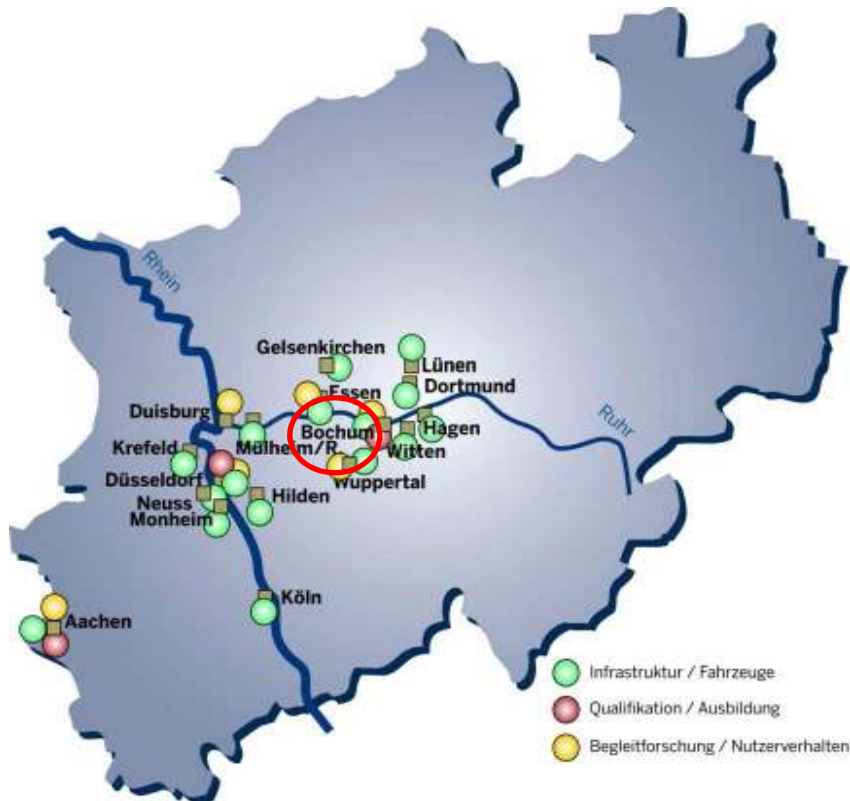 Rhein
Gelsenkirchen
Lünen
Essen
Dortmund
Duisburg
Bochum
Hagen
Ruhr
Krefeld
Mülheim/R.
Witten
Düsseldorf
Wuppertal
Neuss
Hilden
Monheim
Köln
Aachen
Infrastruktur / Fahrzeuge
Qualifikation / Ausbildung
Begleitforschung / Nutzerverhalten